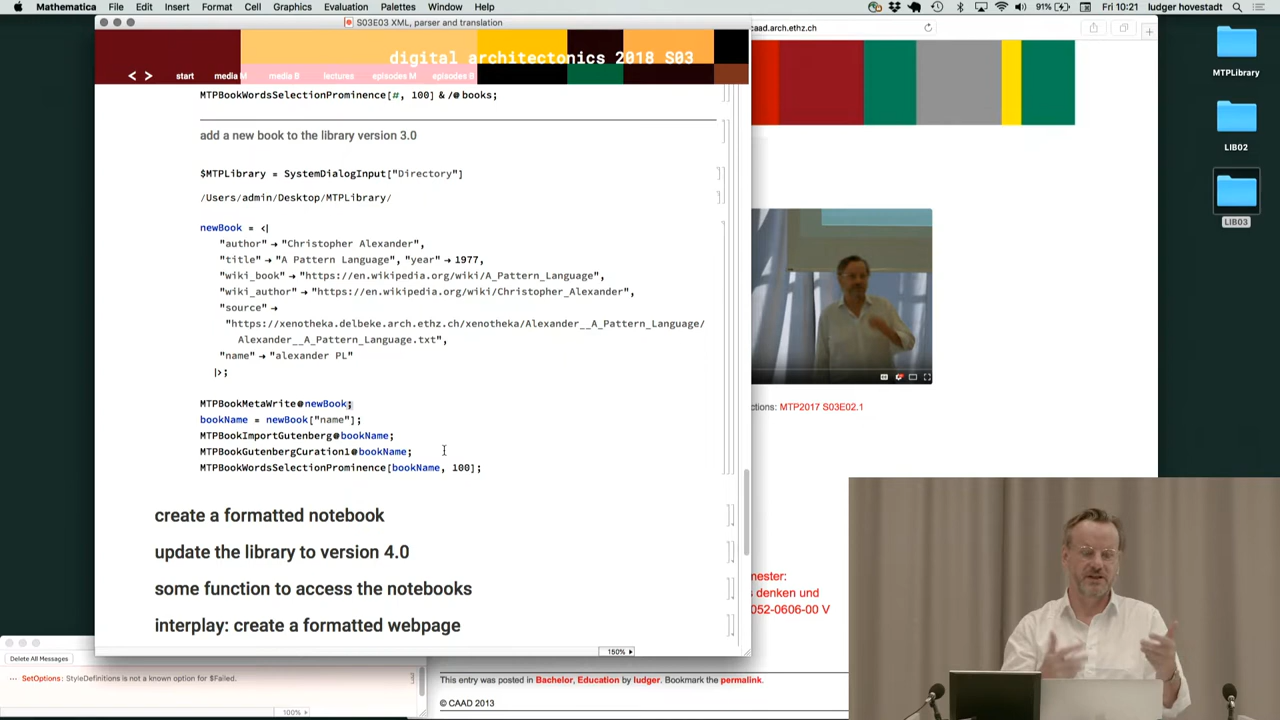 Mathematica File Edit Insert Format Cell Graphics Evaluation Palettes Window Help 91% Fri 10:21 ludger hovestadt
S03E03 XML, parser and translation
caad.arch.ethz.ch
digital architectonics 2018 S03
< > start media M media B lectures episodes M episodes B
MTPBookWordsSelectionProminence[#, 100] & /@ books;
add a new book to the library version 3.0
$MTPLibrary = SystemDialogInput["Directory"]
/Users/admin/Desktop/MTPLibrary/
newBook = <|
"author" → "Christopher Alexander",
"title" → "A Pattern Language", "year" → 1977,
"wiki_book" → "https://en.wikipedia.org/wiki/A_Pattern_Language",
"wiki_author" → "https://en.wikipedia.org/wiki/Christopher_Alexander",
"source" →
"https://xenotheka.delbeke.arch.ethz.ch/xenotheka/Alexander__A_Pattern_Language/
Alexander__A_Pattern_Language.txt",
"name" → "alexander PL"
|>;
MTPBookMetaWrite@newBook;
bookName = newBook["name"];
MTPBookImportGutenberg@bookName;
MTPBookGutenbergCuration1@bookName;
MTPBookWordsSelectionProminence[bookName, 100];
create a formatted notebook
update the library to version 4.0
some function to access the notebooks
interplay: create a formatted webpage
150%
MTPLibrary
LIB02
LIB03
ctions: MTP2017 S03E02.1
mester:
s denken und
052-0606-00 V
Delete All Messages
SetOptions: StyleDefinitions is not a known option for $Failed.
100%
This entry was posted in Bachelor, Education by ludger. Bookmark the permalink.
© CAAD 2013